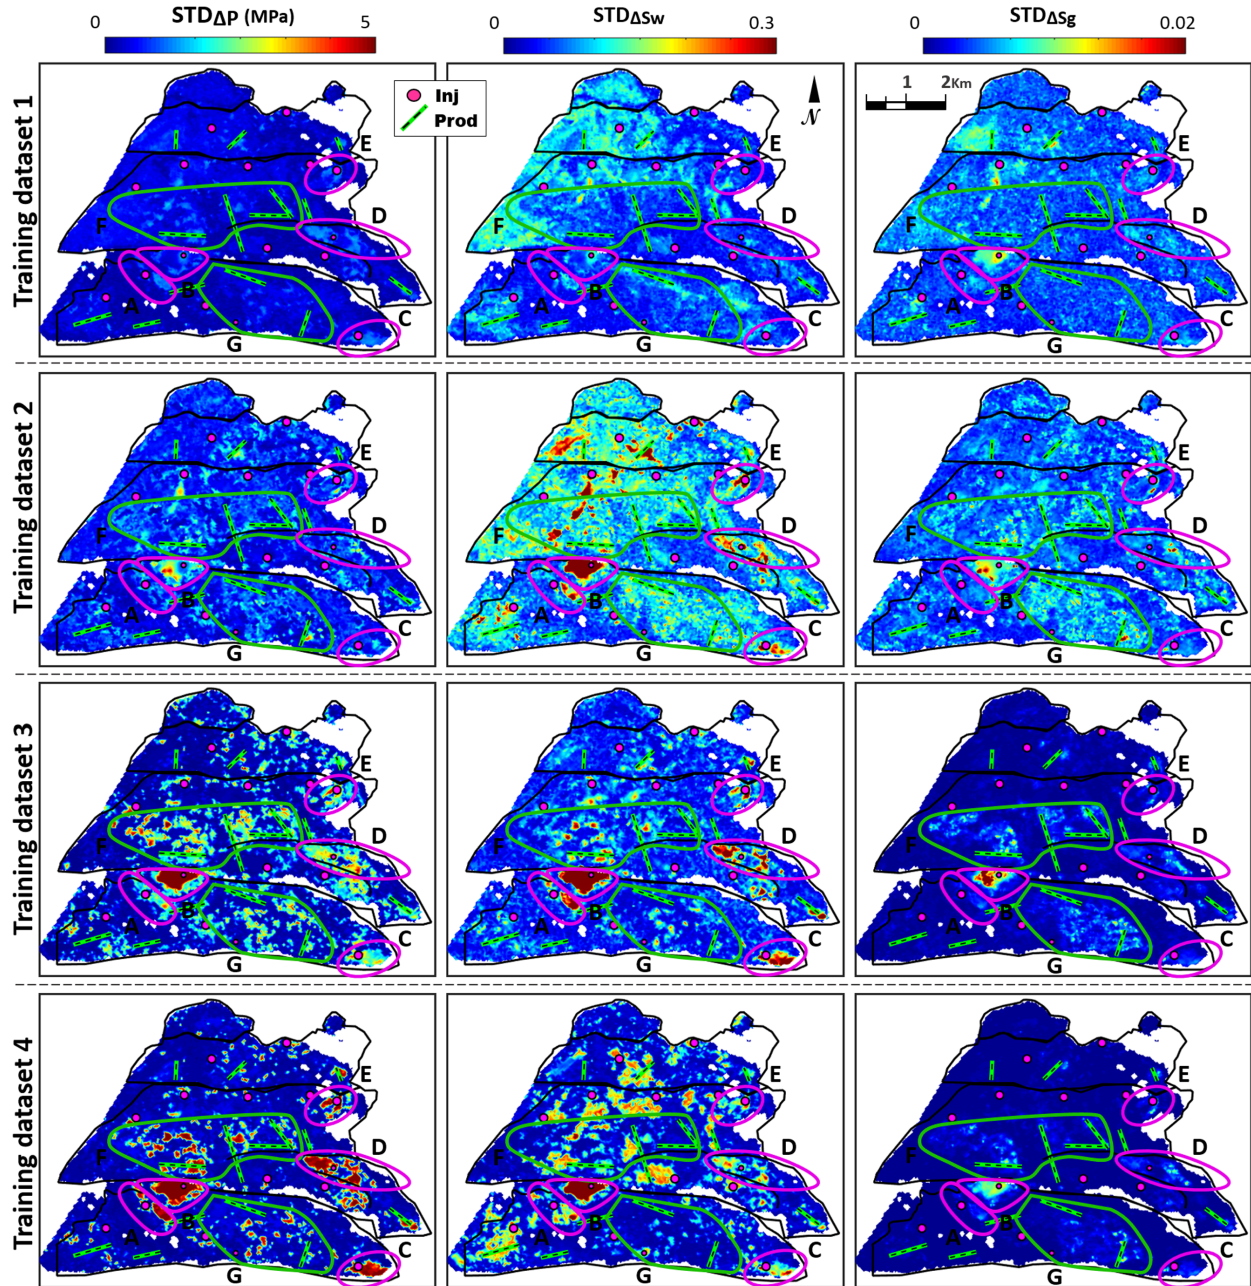 STDΔP (MPa)
0 5
STDΔSw
0 0.3
STDΔSg
0 0.02
Training dataset 1
Inj
Prod
N
1 2Km
E
D
F
A
B
C
G
E
D
F
A
B
C
G
E
D
F
A
B
C
G
Training dataset 2
E
D
F
A
B
C
G
E
D
F
A
B
C
G
E
D
F
A
B
C
G
Training dataset 3
E
D
F
A
B
C
G
E
D
F
A
B
C
G
E
D
F
A
B
C
G
Training dataset 4
E
D
F
A
B
C
G
E
D
F
A
B
C
G
E
D
F
A
B
C
G